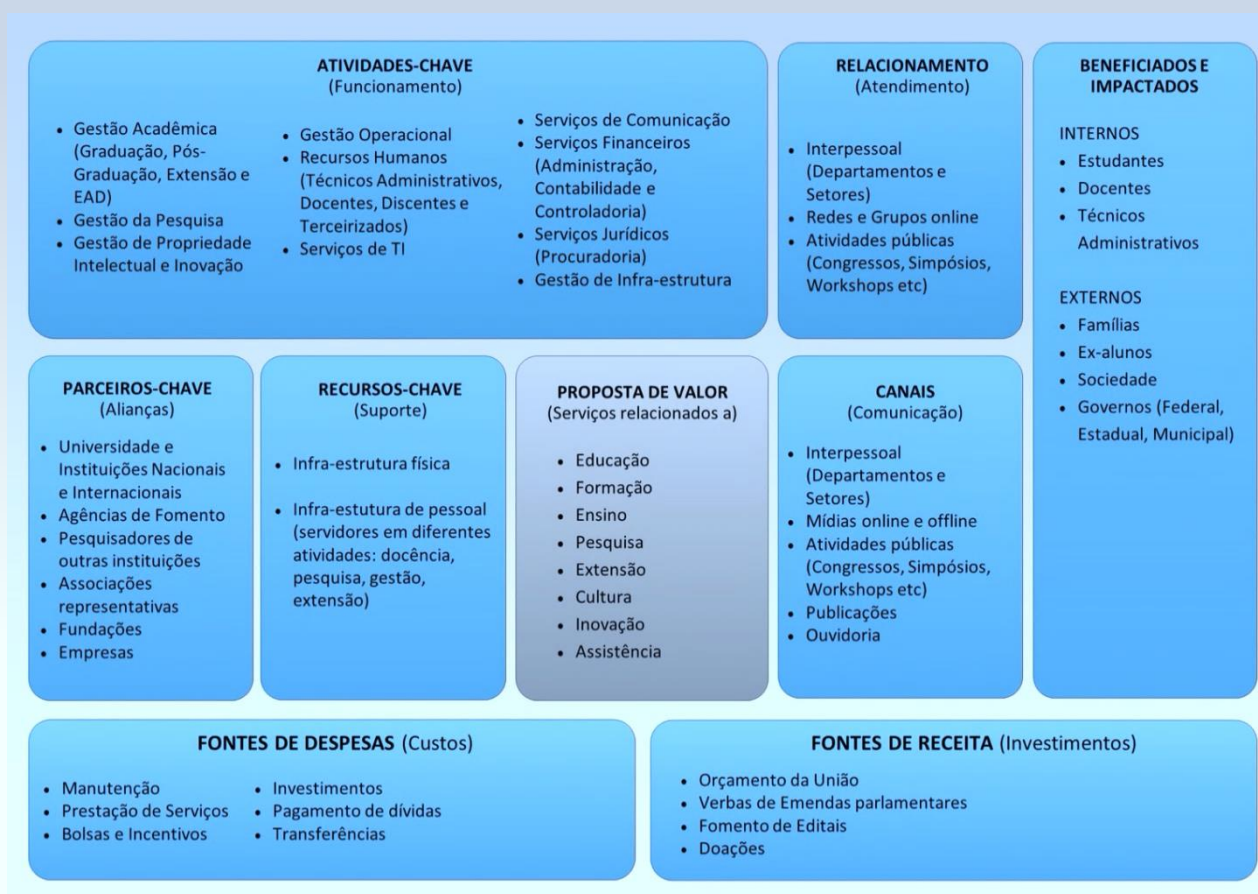 ATIVIDADES-CHAVE
(Funcionamento)
• Gestão Acadêmica
(Graduação, Pós-
Graduação, Extensão e
EAD)
• Gestão da Pesquisa
• Gestão de Propriedade
Intelectual e Inovação
• Gestão Operacional
• Recursos Humanos
(Técnicos Administrativos,
Docentes, Discentes e
Terceirizados)
• Serviços de TI
• Serviços de Comunicação
• Serviços Financeiros
(Administração,
Contabilidade e
Controladoria)
• Serviços Jurídicos
(Procuradoria)
• Gestão de Infra-estrutura
RELACIONAMENTO
(Atendimento)
• Interpessoal
(Departamentos e
Setores)
• Redes e Grupos online
• Atividades públicas
(Congressos, Simpósios,
Workshops etc)
BENEFICIADOS E
IMPACTADOS
INTERNOS
• Estudantes
• Docentes
• Técnicos
Administrativos
EXTERNOS
• Famílias
• Ex-alunos
• Sociedade
• Governos (Federal,
Estadual, Municipal)
PARCEIROS-CHAVE
(Alianças)
• Universidade e
Instituições Nacionais
e Internacionais
• Agências de Fomento
• Pesquisadores de
outras instituições
• Associações
representativas
• Fundações
• Empresas
RECURSOS-CHAVE
(Suporte)
• Infra-estrutura física
• Infra-estutura de pessoal
(servidores em diferentes
atividades: docência,
pesquisa, gestão,
extensão)
PROPOSTA DE VALOR
(Serviços relacionados a)
• Educação
• Formação
• Ensino
• Pesquisa
• Extensão
• Cultura
• Inovação
• Assistência
CANAIS
(Comunicação)
• Interpessoal
(Departamentos e
Setores)
• Mídias online e offline
• Atividades públicas
(Congressos, Simpósios,
Workshops etc)
• Publicações
• Ouvidoria
FONTES DE DESPESAS (Custos)
• Manutenção
• Prestação de Serviços
• Bolsas e Incentivos
• Investimentos
• Pagamento de dívidas
• Transferências
FONTES DE RECEITA (Investimentos)
• Orçamento da União
• Verbas de Emendas parlamentares
• Fomento de Editais
• Doações